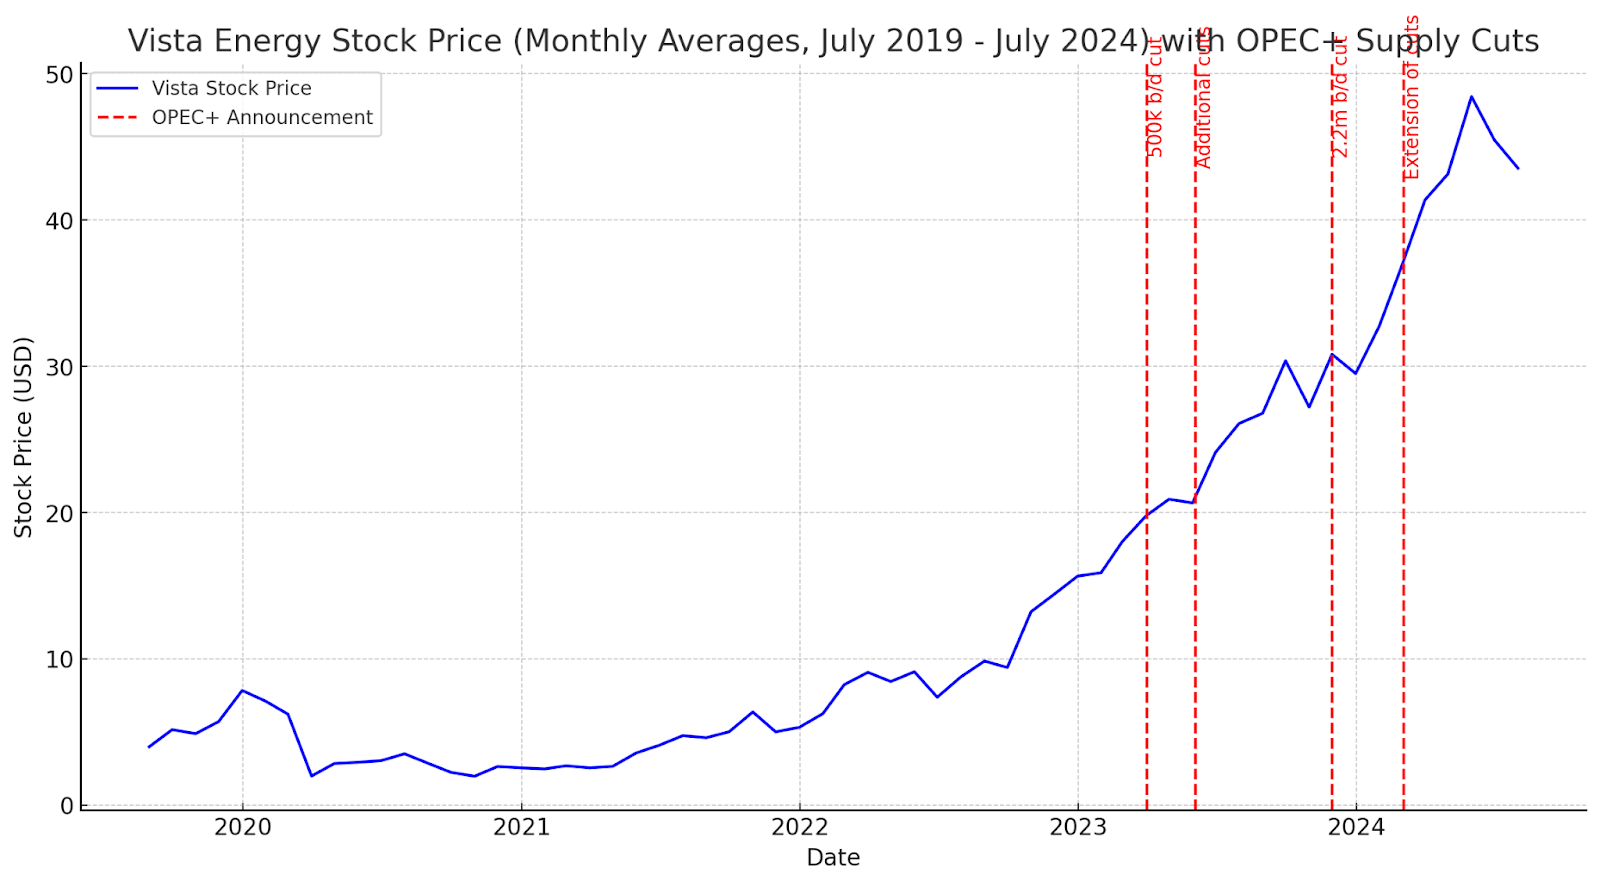 Vista Energy Stock Price (Monthly Averages, July 2019 - July 2024) with OPEC+ Supply Cuts
Vista Stock Price
OPEC+ Announcement
500k b/d cut
Additional cuts
2.2m b/d cut
Extension of cuts
Stock Price (USD)
50
40
30
20
10
0
2020
2021
2022
2023
2024
Date